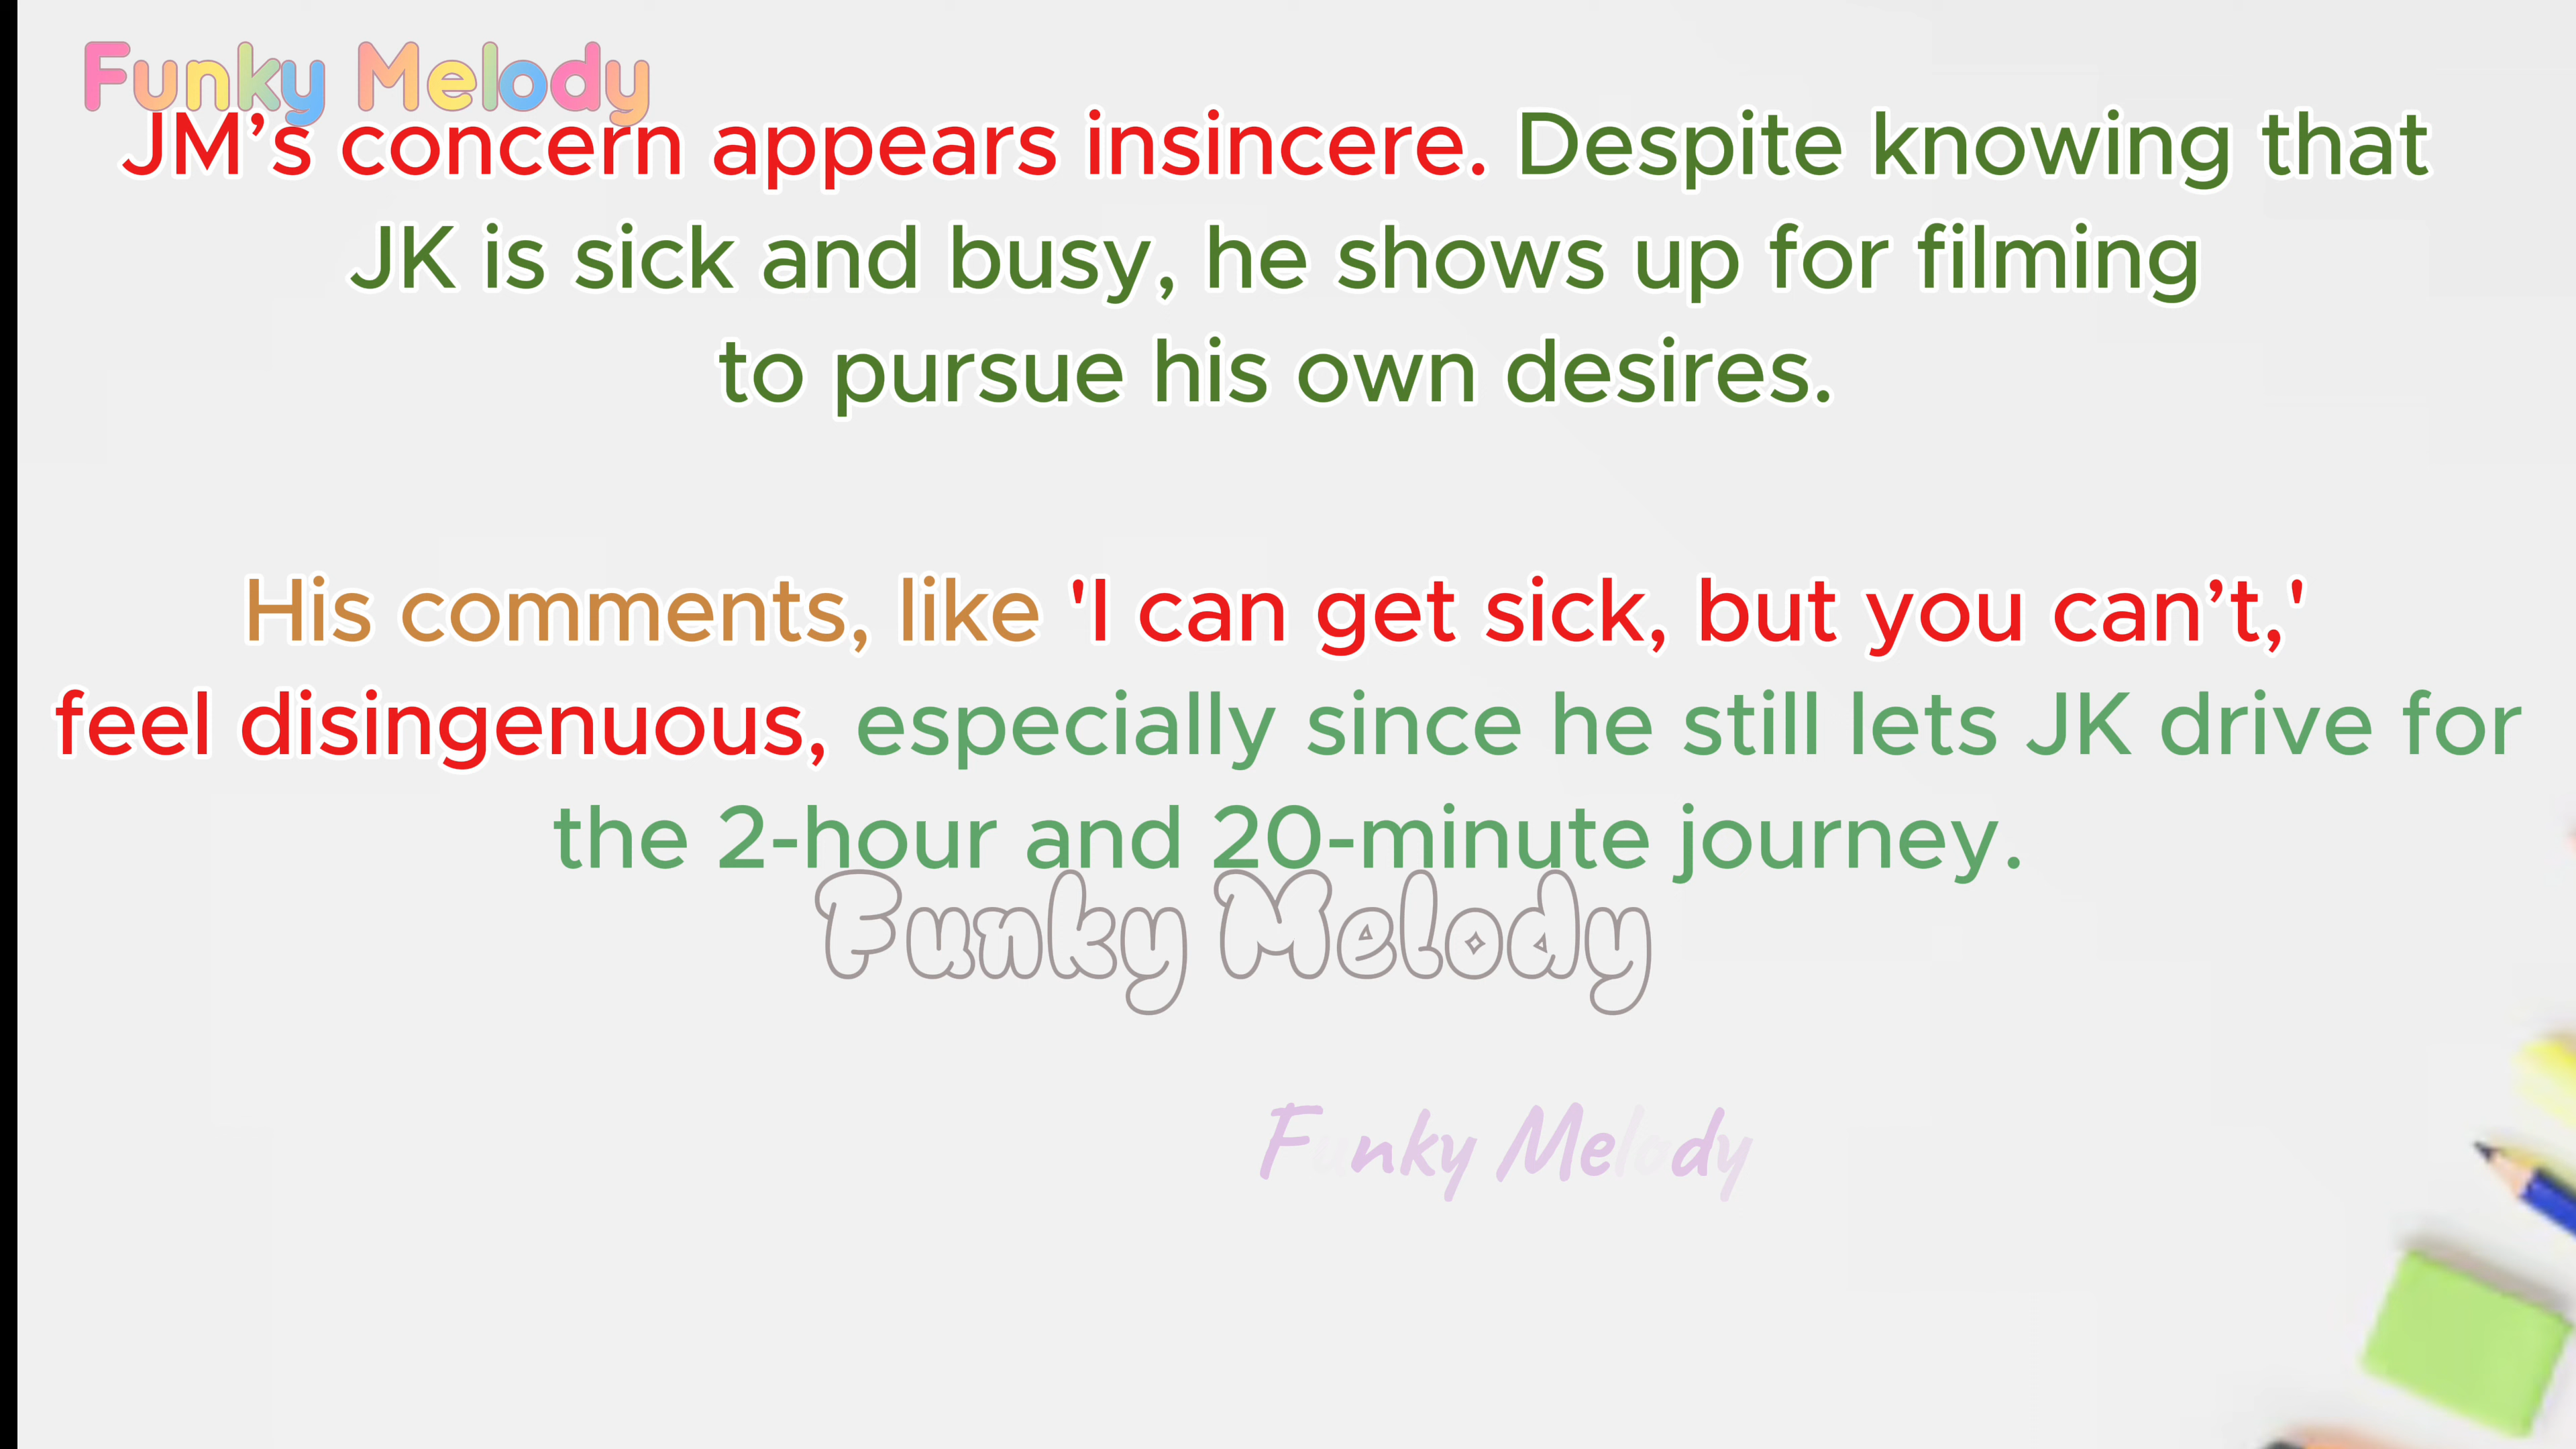 Funky Melody
JM’s concern appears insincere. Despite knowing that
JK is sick and busy, he shows up for filming
to pursue his own desires.
His comments, like 'I can get sick, but you can’t,'
feel disingenuous, especially since he still lets JK drive for
the 2-hour and 20-minute journey.
Funky Melody
Funky Melody